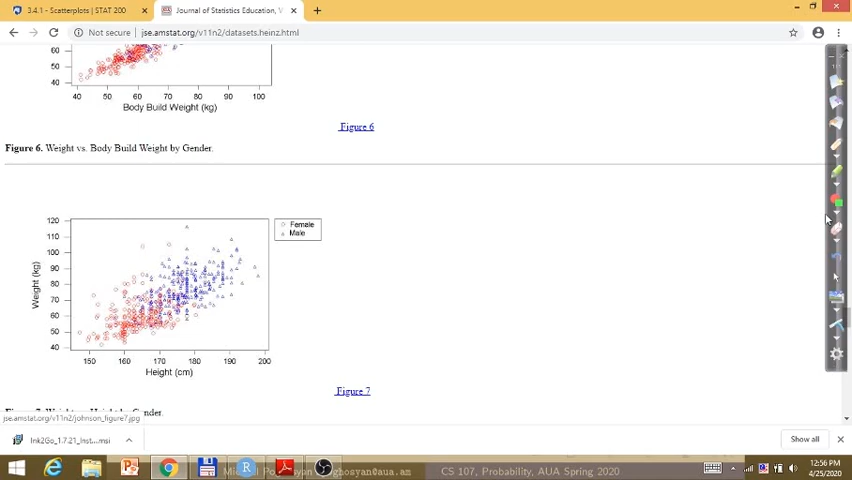 3.4.1 - Scatterplots | STAT 200
Journal of Statistics Education, V
Not secure | jse.amstat.org/v11n2/datasets.heinz.html
60
50
40
40 50 60 70 80 90 100
Body Build Weight (kg)
Figure 6
Figure 6. Weight vs. Body Build Weight by Gender.
120
110
100
90
80
70
60
50
40
Weight (kg)
Female
Male
150 160 170 180 190 200
Height (cm)
Figure 7
jse.amstat.org/v11n2/johnson_figure7.jpg
Ink2Go_1.7.21_Inst....msi
Show all
CS 107, Probability, AUA Spring 2020
12:56 PM
4/25/2020